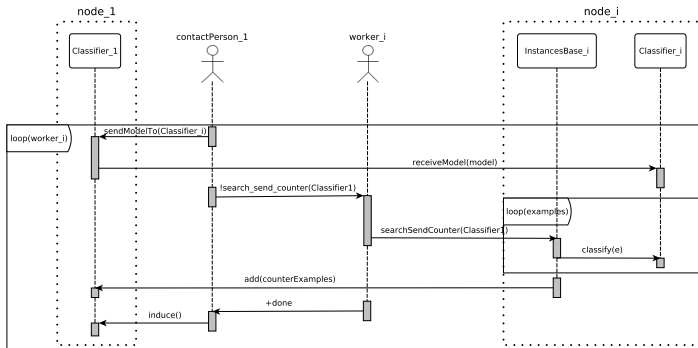 node_1
node_i
contactPerson_1
worker_i
Classifier_1
InstancesBase_i
Classifier_i
loop(worker_i)
sendModelTo(Classifier_i)
receiveModel(model)
!search_send_counter(Classifier1)
loop(examples)
searchSendCounter(Classifier1)
classify(e)
add(counterExamples)
+done
induce()